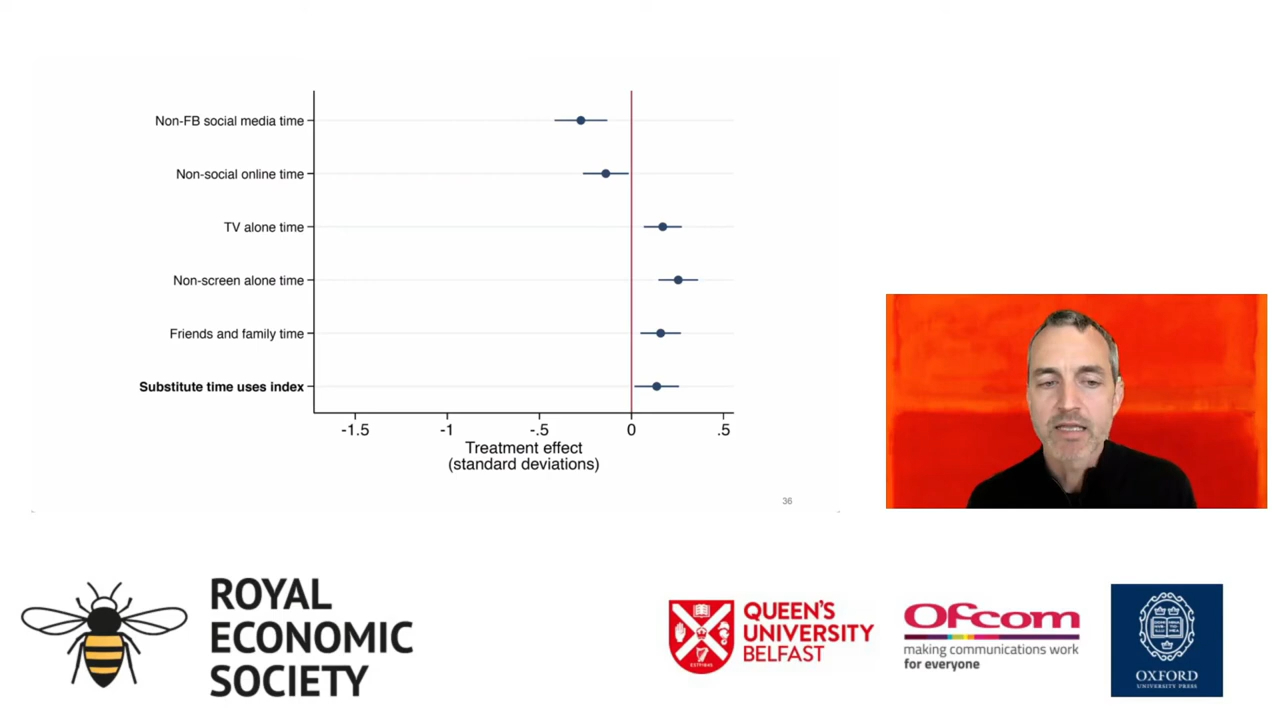 Non-FB social media time
Non-social online time
TV alone time
Non-screen alone time
Friends and family time
Substitute time uses index
-1.5 -1 -.5 0 .5
Treatment effect
(standard deviations)
36
ROYAL
ECONOMIC
SOCIETY
QUEEN'S
UNIVERSITY
BELFAST
Ofcom
making communications work
for everyone
OXFORD
UNIVERSITY PRESS